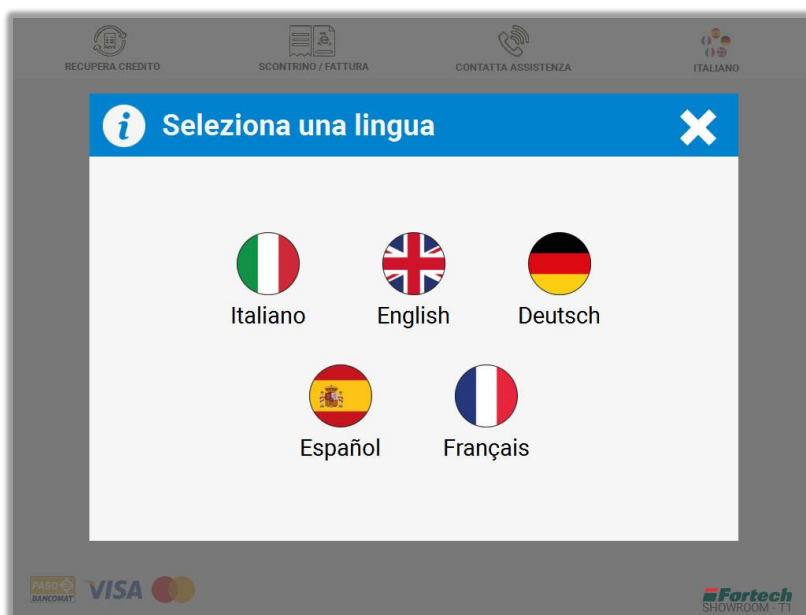 RECUPERA CREDITO
SCONTRINO / FATTURA
CONTATTA ASSISTENZA
ITALIANO
Seleziona una lingua
Italiano
English
Deutsch
Español
Français
PAGO
BANCOMAT
VISA
Fortech
SHOWROOM - T1